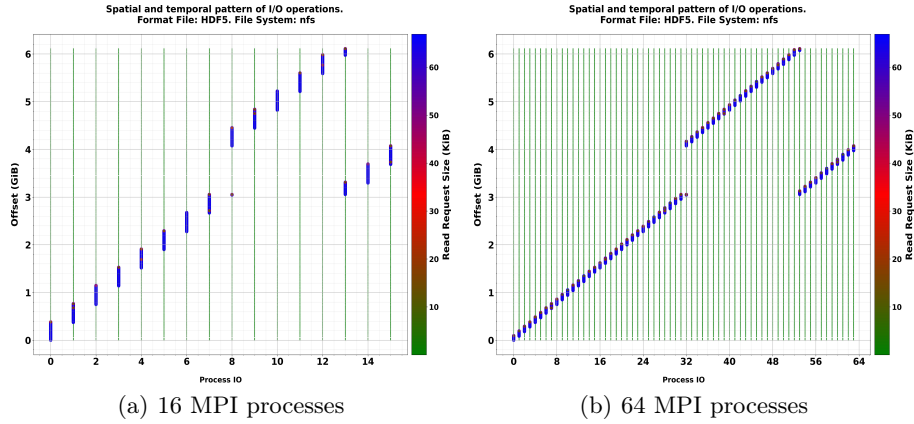 Spatial and temporal pattern of I/O operations.
Format File: HDF5. File System: nfs
Offset (GiB)
6
5
4
3
2
1
0
0 2 4 6 8 10 12 14
Process IO
60
50
40
30
20
10
Read Request Size (KiB)
(a) 16 MPI processes
Spatial and temporal pattern of I/O operations.
Format File: HDF5. File System: nfs
Offset (GiB)
6
5
4
3
2
1
0
0 8 16 24 32 40 48 56 64
Process IO
60
50
40
30
20
10
Read Request Size (KiB)
(b) 64 MPI processes